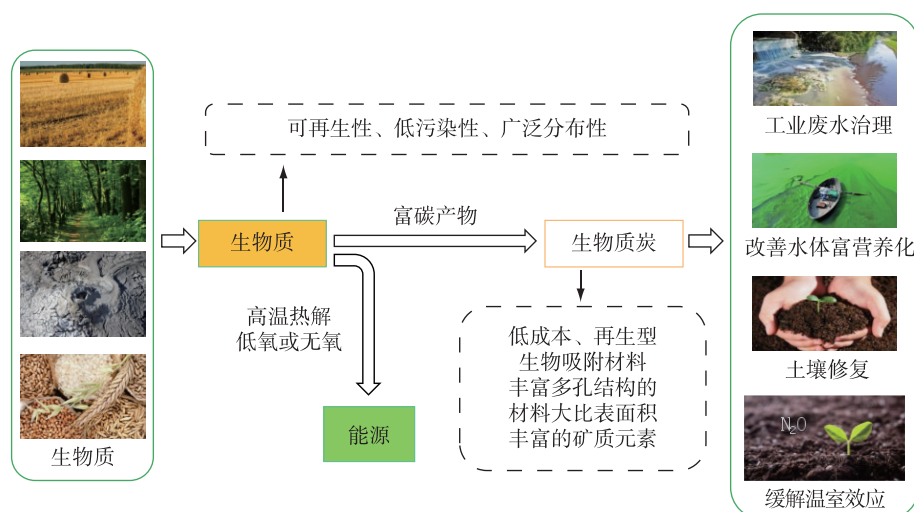 生物质
可再生性、低污染性、广泛分布性
生物质
富碳产物
高温热解
低氧或无氧
能源
生物质炭
低成本、再生型
生物吸附材料
丰富多孔结构的
材料大比表面积
丰富的矿质元素
工业废水治理
改善水体富营养化
土壤修复
N₂O
缓解温室效应